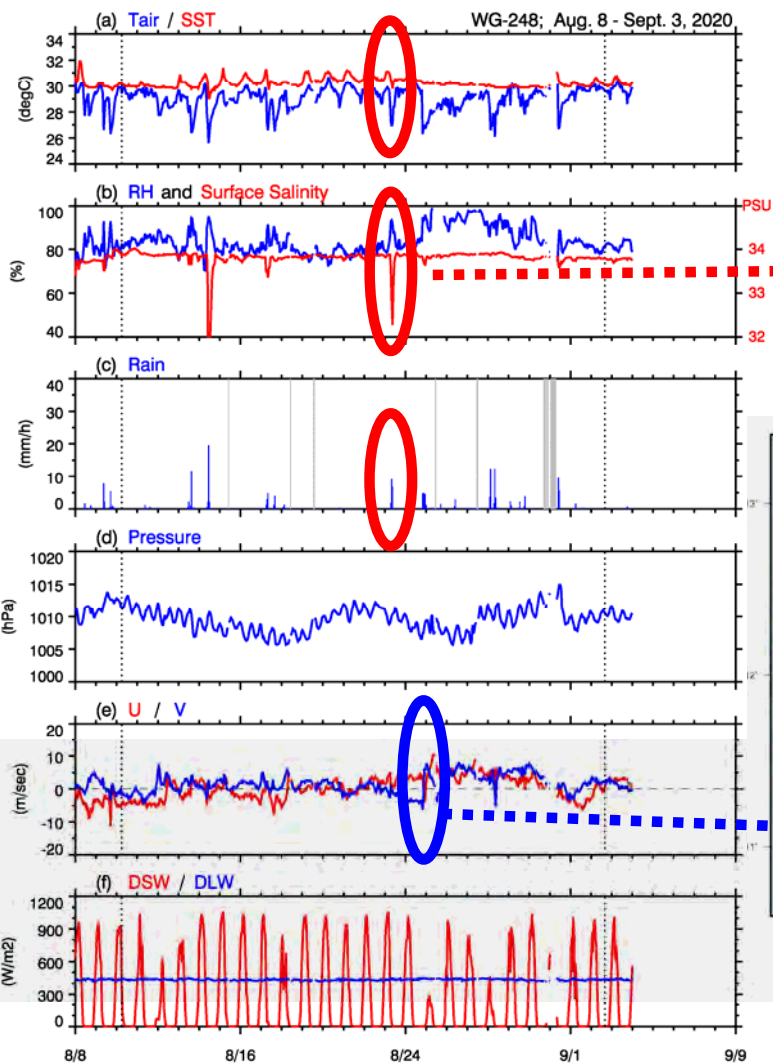 (a) Tair / SST WG-248; Aug. 8 - Sept. 3, 2020
34
32
30
28
26
24
(degC)
(b) RH and Surface Salinity
PSU
100
80
60
40
(%)
34
33
32
(c) Rain
40
30
20
10
0
(mm/h)
(d) Pressure
1020
1015
1010
1005
1000
(hPa)
(e) U / V
20
10
0
-10
-20
(m/sec)
(f) DSW / DLW
1200
900
600
300
0
(W/m2)
8/8 8/16 8/24 9/1 9/9